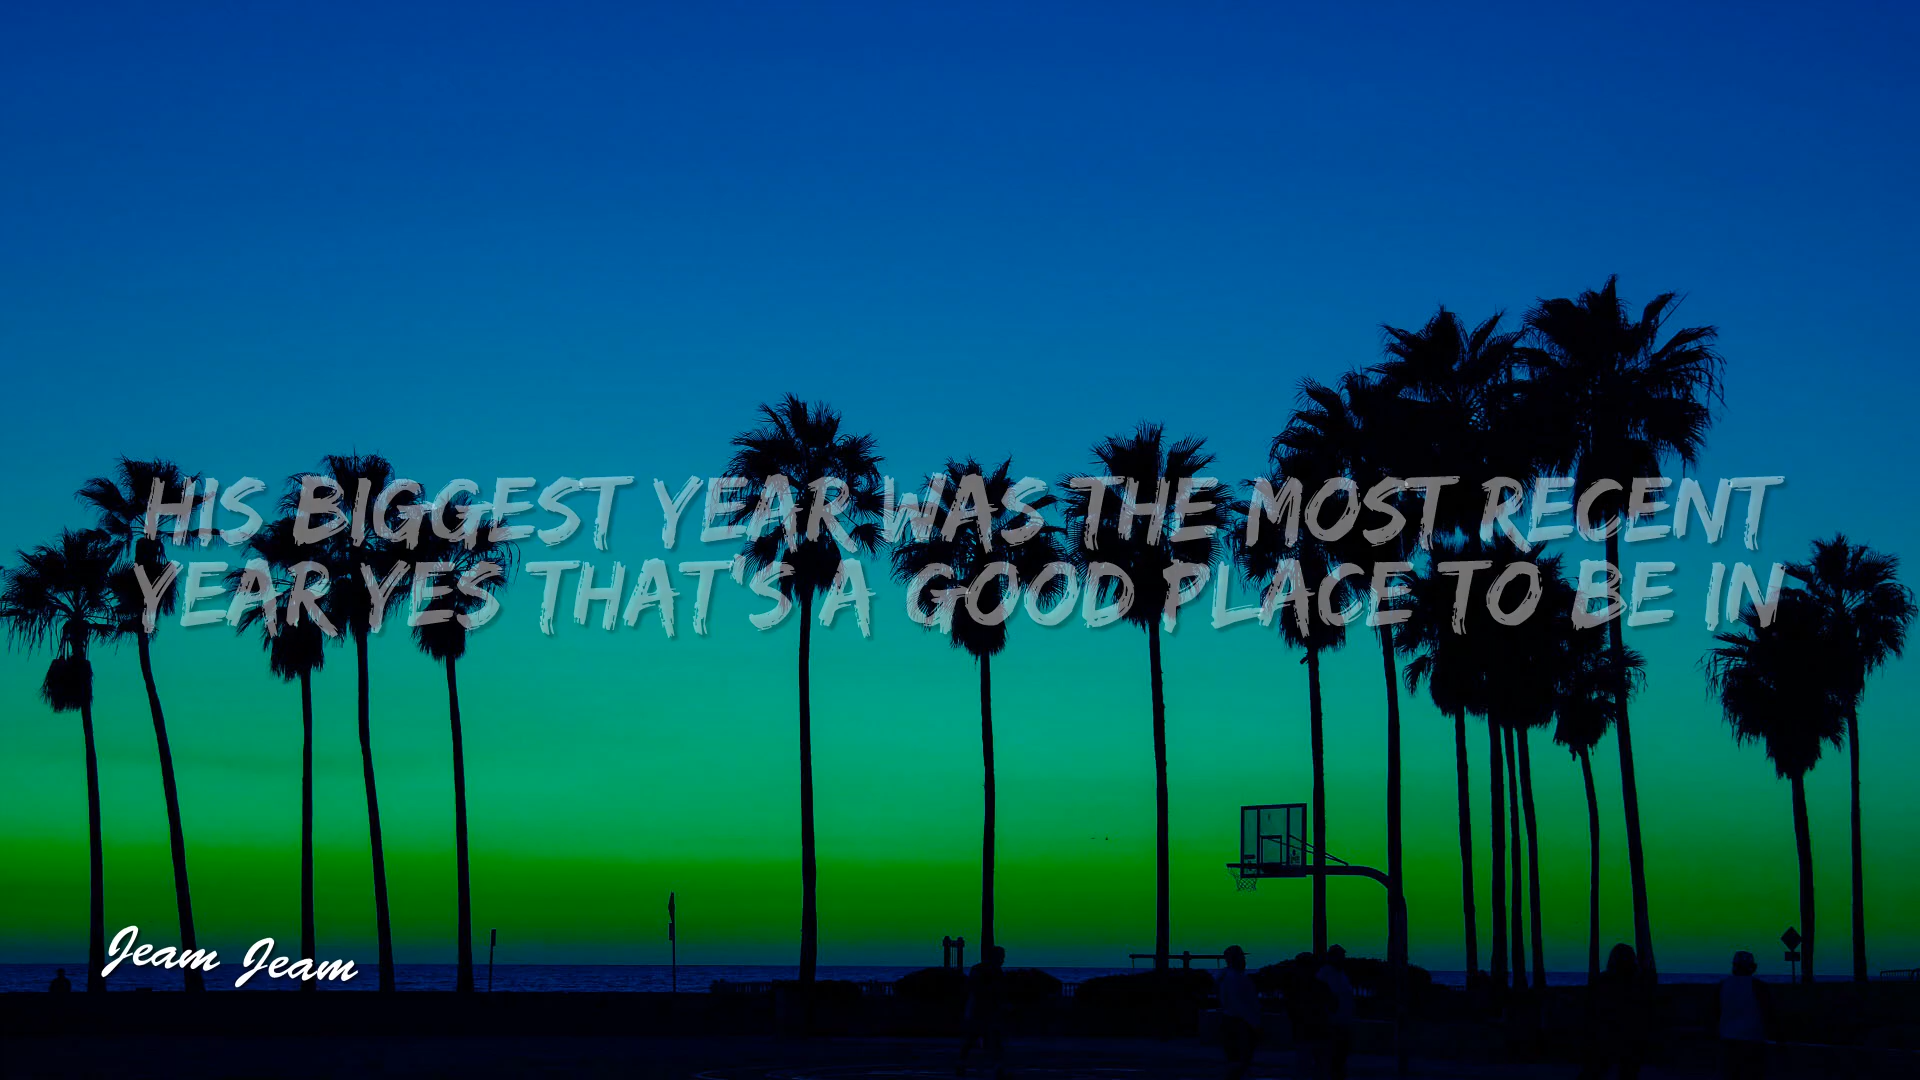 HIS BIGGEST YEAR WAS THE MOST RECENT
YEAR YES THAT'S A GOOD PLACE TO BE IN
Jeam Jeam